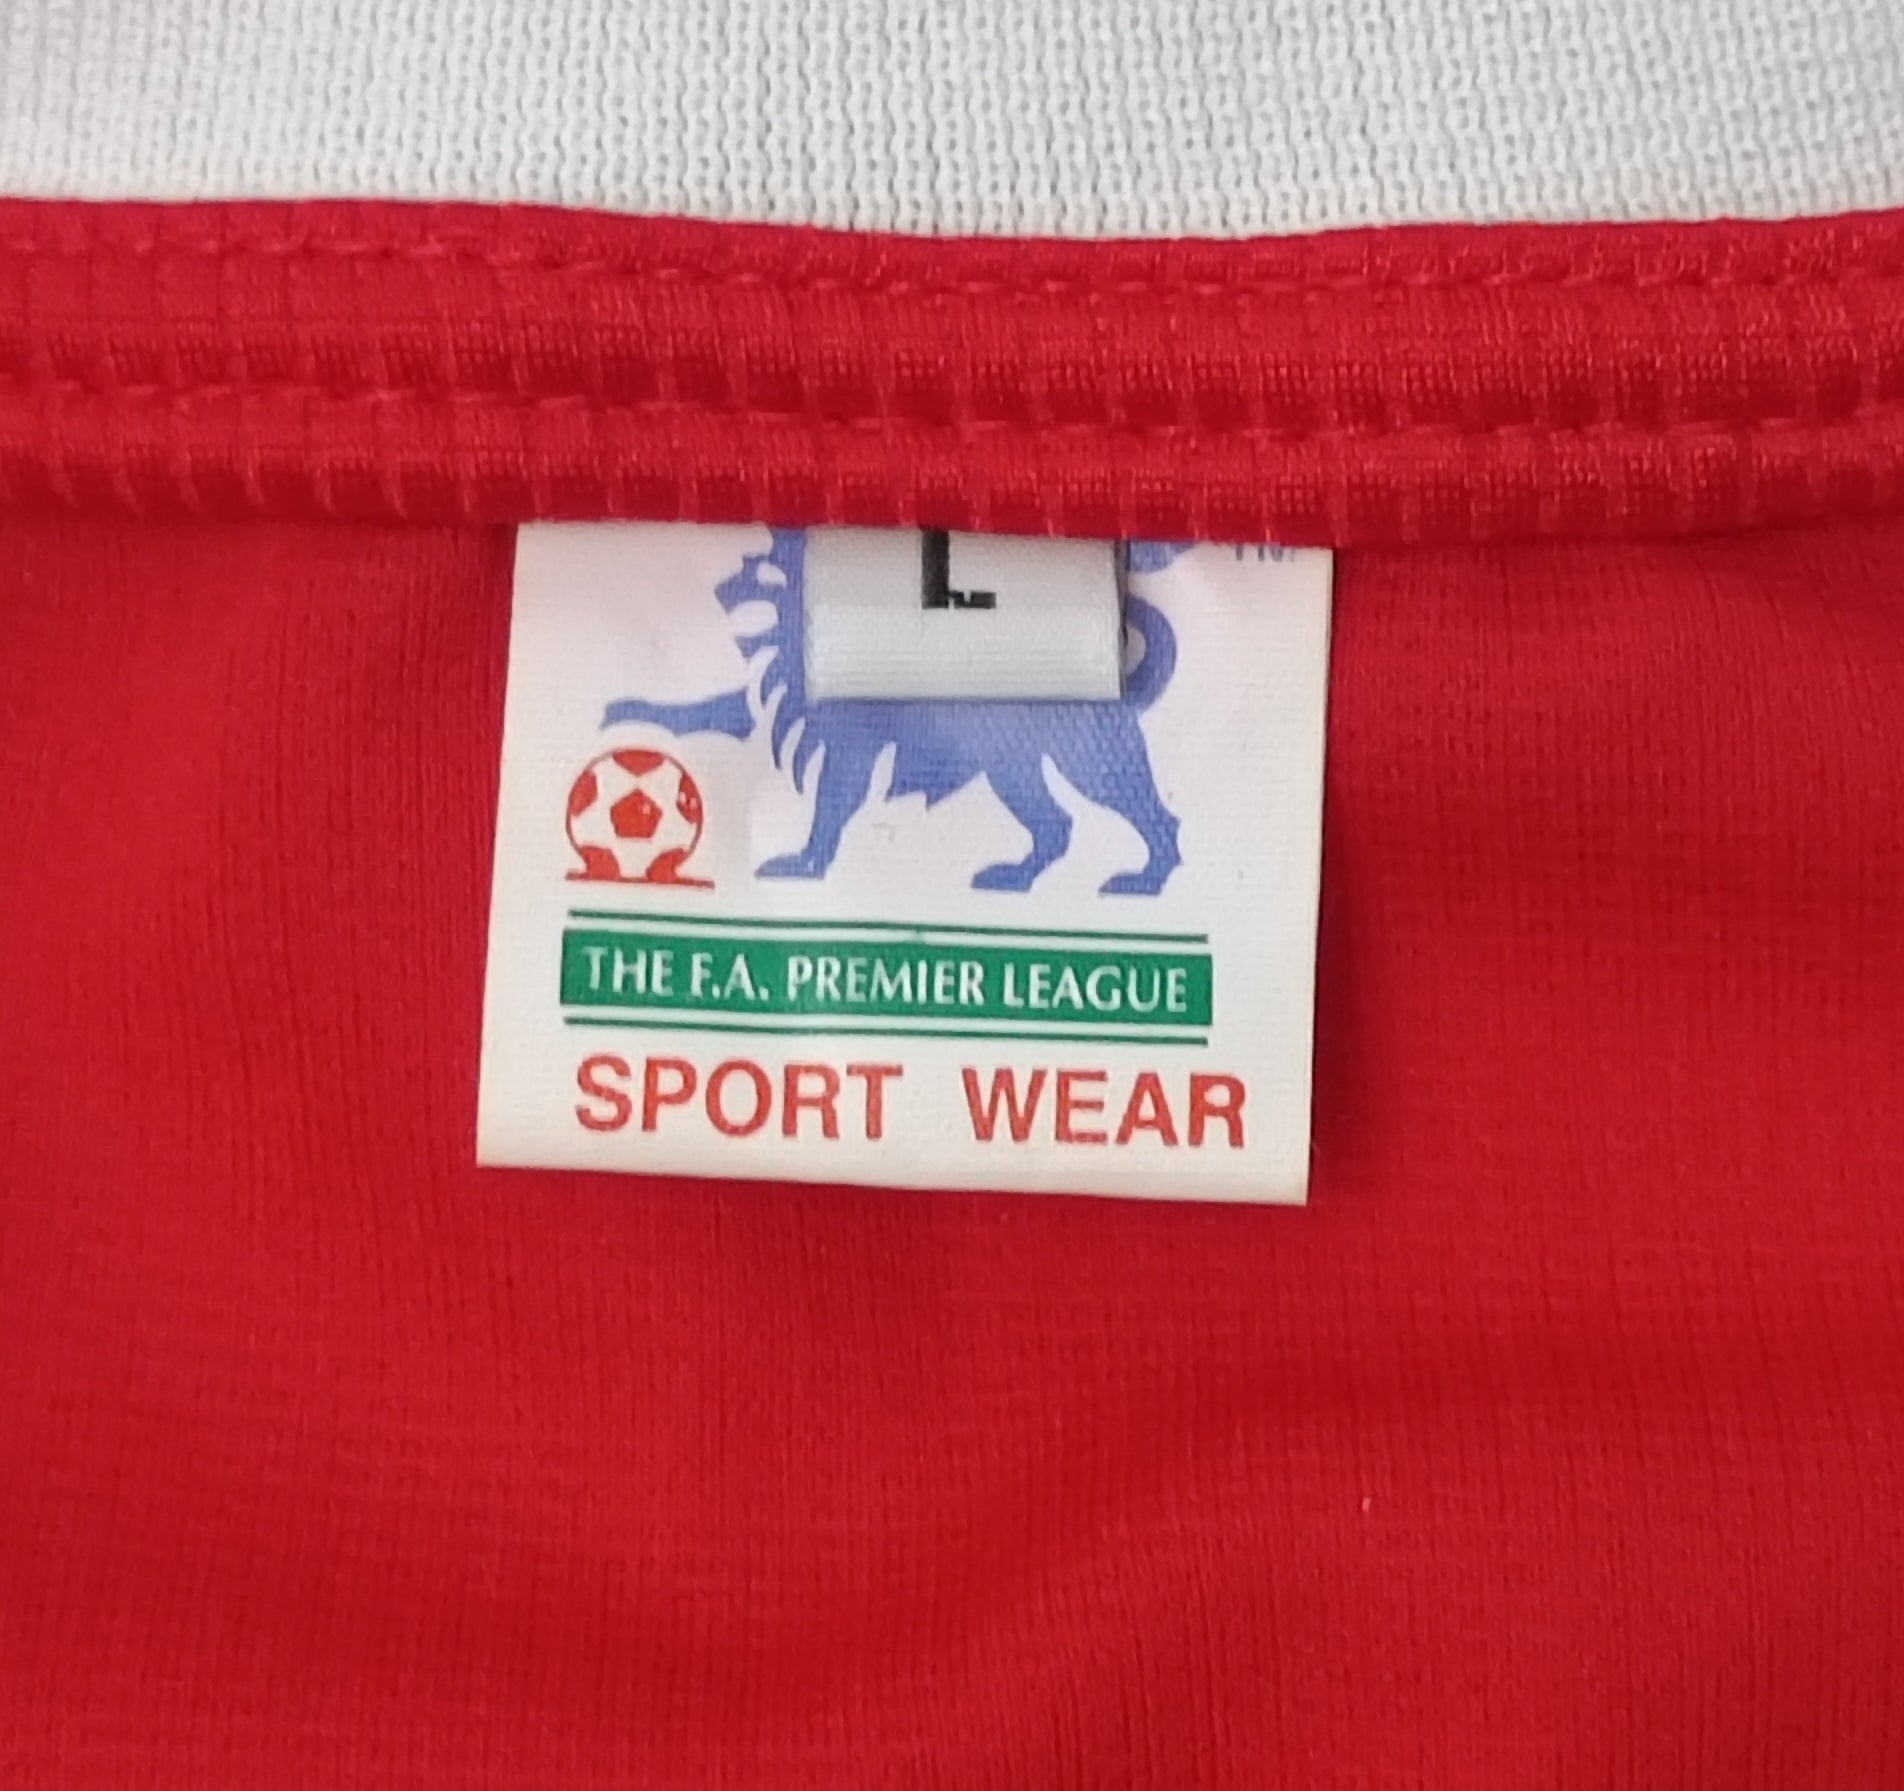 L
TM
THE F.A. PREMIER LEAGUE
SPORT WEAR